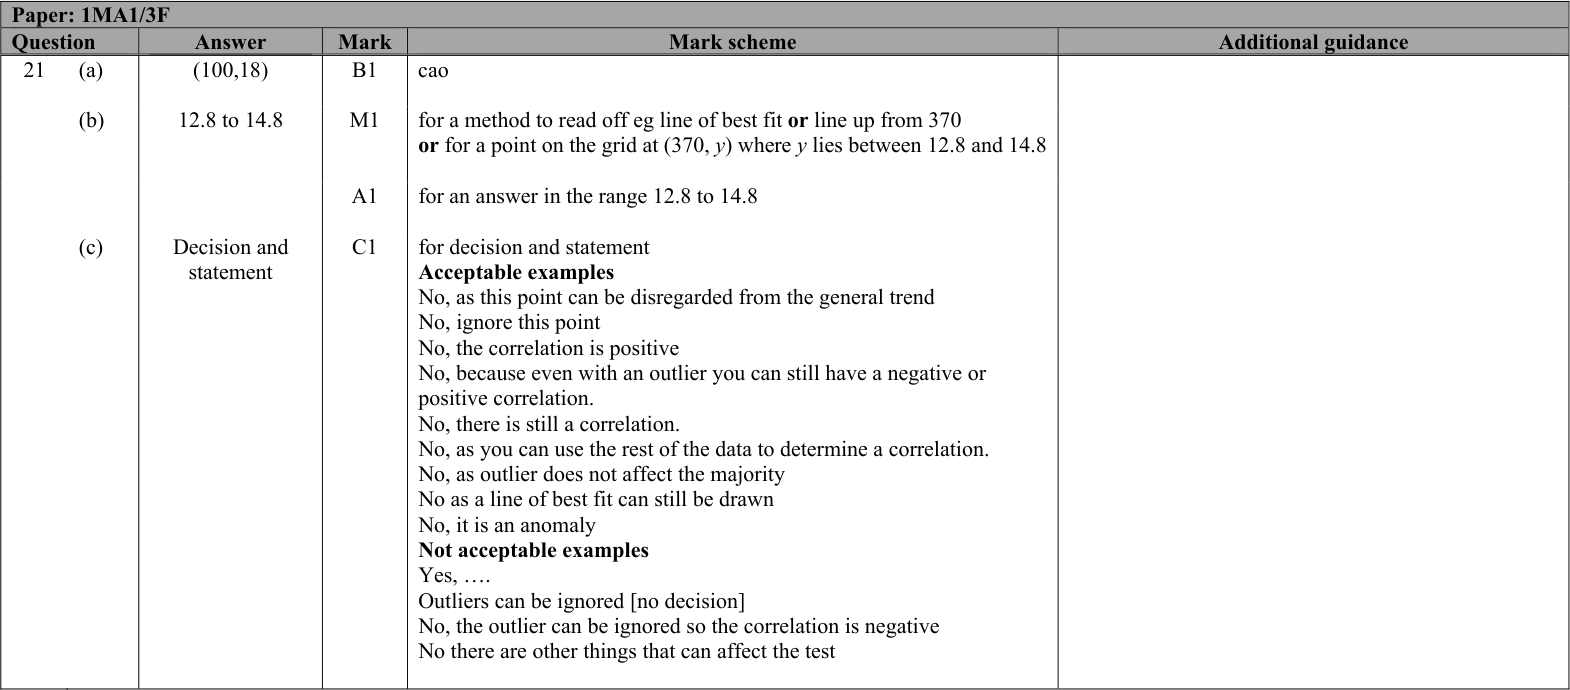 Paper: 1MA1/3F
Question Answer Mark Mark scheme Additional guidance
21 (a) (100,18) B1 cao
(b) 12.8 to 14.8 M1 for a method to read off eg line of best fit or line up from 370
or for a point on the grid at (370, y) where y lies between 12.8 and 14.8
A1 for an answer in the range 12.8 to 14.8
(c) Decision and C1 for decision and statement
statement Acceptable examples
No, as this point can be disregarded from the general trend
No, ignore this point
No, the correlation is positive
No, because even with an outlier you can still have a negative or
positive correlation.
No, there is still a correlation.
No, as you can use the rest of the data to determine a correlation.
No, as outlier does not affect the majority
No as a line of best fit can still be drawn
No, it is an anomaly
Not acceptable examples
Yes, ….
Outliers can be ignored [no decision]
No, the outlier can be ignored so the correlation is negative
No there are other things that can affect the test